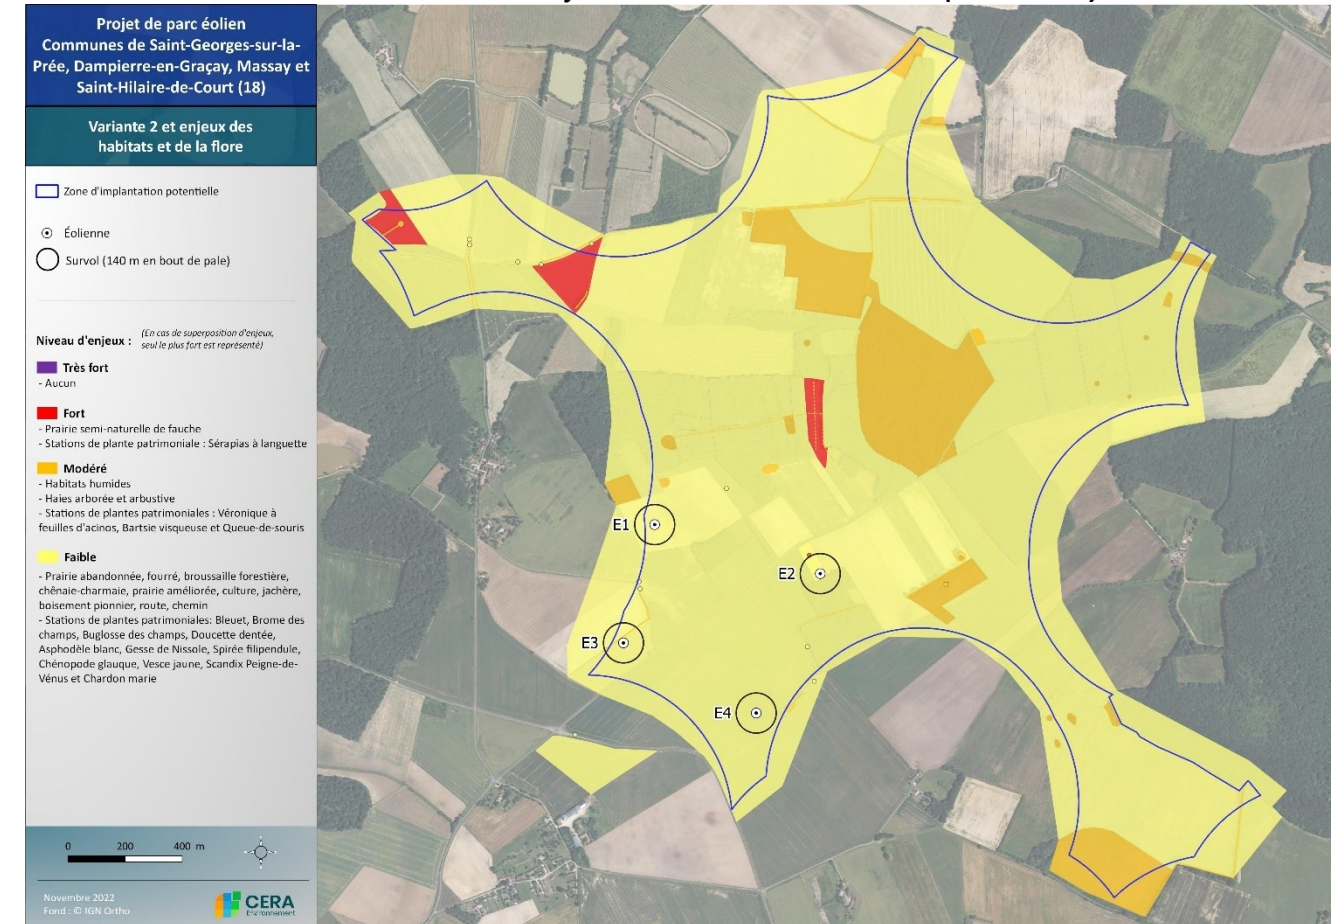 Projet de parc éolien
Communes de Saint-Georges-sur-la-
Prée, Dampierre-en-Graçay, Massay et
Saint-Hilaire-de-Court (18)
Variante 2 et enjeux des
habitats et de la flore
Zone d'implantation potentielle
Éolienne
Survol (140 m en bout de pale)
Niveau d'enjeux : (En cas de superposition d'enjeux,
seul le plus fort est représenté)
Très fort
- Aucun
Fort
- Prairie semi-naturelle de fauche
- Stations de plante patrimoniale : Sérapias à languette
Modéré
- Habitats humides
- Haies arborée et arbustive
- Stations de plantes patrimoniales : Véronique à
feuilles d'acinos, Bartsie visqueuse et Queue-de-souris
Faible
- Prairie abandonnée, fourré, broussaille forestière,
chênaie-charmaie, prairie améliorée, culture, jachère,
boisement pionnier, route, chemin
- Stations de plantes patrimoniales: Bleuet, Brome des
champs, Buglosse des champs, Doucette dentée,
Asphodèle blanc, Gesse de Nissole, Spirée filipendule,
Chénopode glauque, Vesce jaune, Scandix Peigne-de-
Vénus et Chardon marie
0 200 400 m
Novembre 2022
Fond : © IGN Ortho
CERA
Environnement
E1
E2
E3
E4